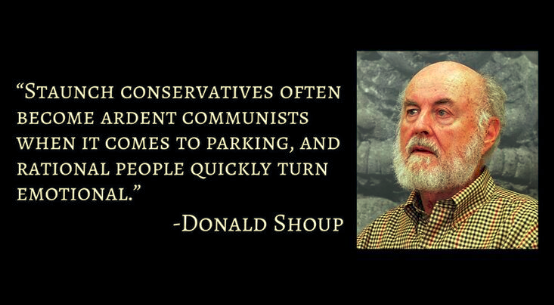 “Staunch conservatives often
become ardent communists
when it comes to parking, and
rational people quickly turn
emotional.”
-Donald Shoup